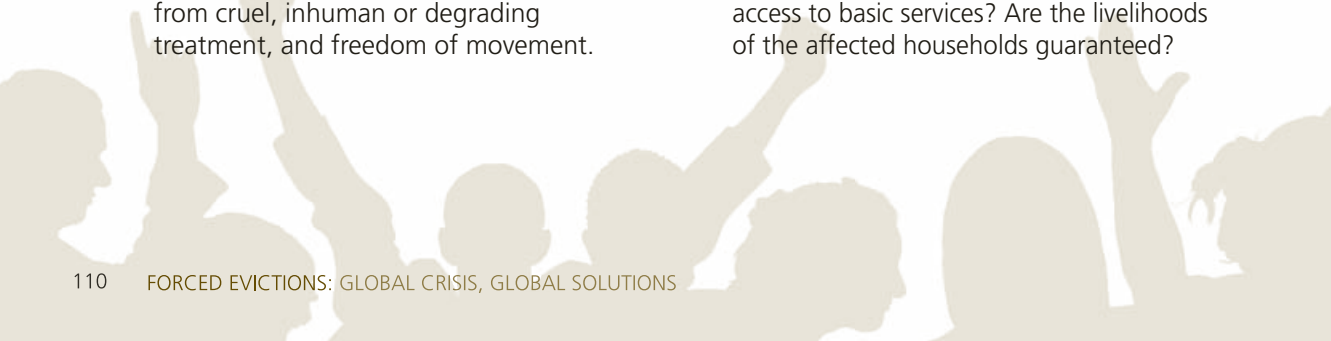 from cruel, inhuman or degrading
treatment, and freedom of movement.
access to basic services? Are the livelihoods
of the affected households guaranteed?
110 FORCED EVICTIONS: GLOBAL CRISIS, GLOBAL SOLUTIONS